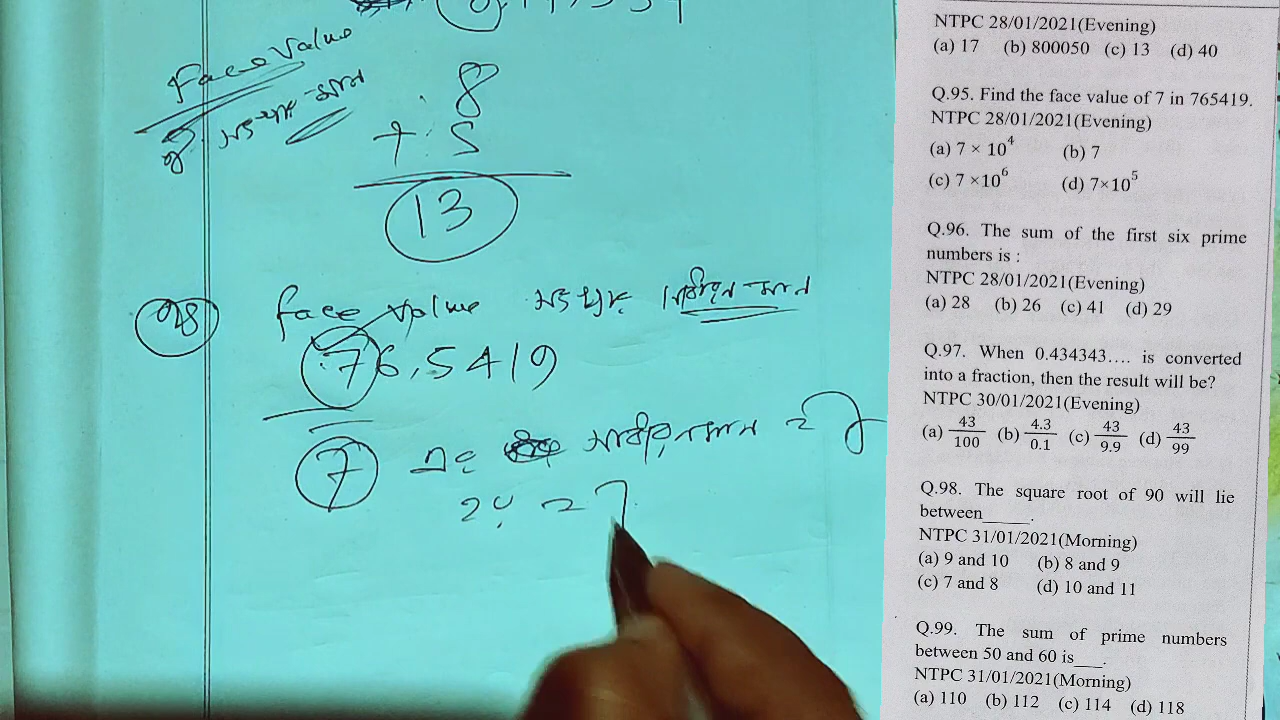 Face Value
8
+ 5
13
face value
765419
7
= 7
NTPC 28/01/2021(Evening)
(a) 17 (b) 800050 (c) 13 (d) 40
Q.95. Find the face value of 7 in 765419.
NTPC 28/01/2021(Evening)
(a) 7 × 10⁴ (b) 7
(c) 7 ×10⁶ (d) 7×10⁵
Q.96. The sum of the first six prime
numbers is :
NTPC 28/01/2021(Evening)
(a) 28 (b) 26 (c) 41 (d) 29
Q.97. When 0.434343.... is converted
into a fraction, then the result will be?
NTPC 30/01/2021(Evening)
(a) 43/100 (b) 4.3/0.1 (c) 43/9.9 (d) 43/99
Q.98. The square root of 90 will lie
between_____.
NTPC 31/01/2021(Morning)
(a) 9 and 10 (b) 8 and 9
(c) 7 and 8 (d) 10 and 11
Q.99. The sum of prime numbers
between 50 and 60 is___.
NTPC 31/01/2021(Morning)
(a) 110 (b) 112 (c) 114 (d) 118